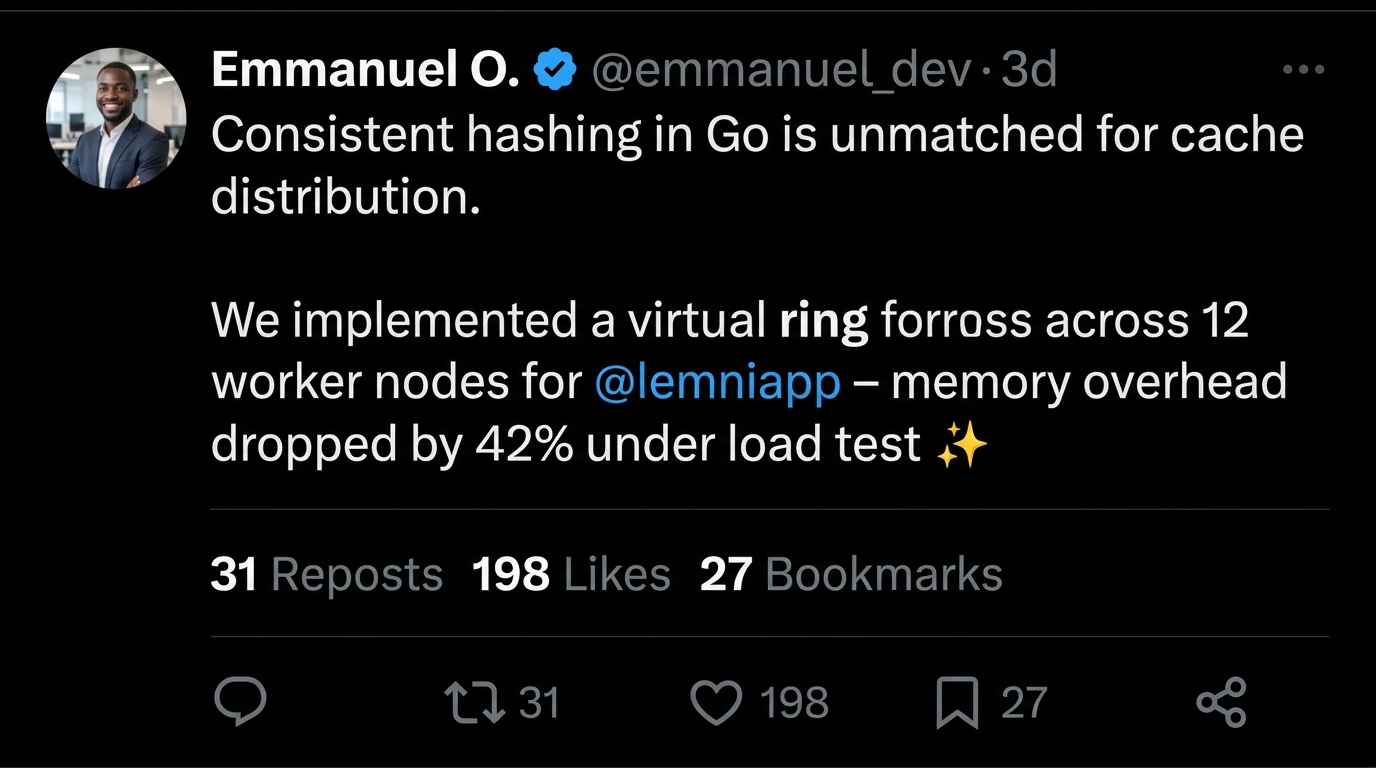 Emmanuel O. @emmanuel_dev · 3d
Consistent hashing in Go is unmatched for cache
distribution.
We implemented a virtual ring forross across 12
worker nodes for @lemniapp – memory overhead
dropped by 42% under load test ✨
31 Reposts 198 Likes 27 Bookmarks
31 198 27